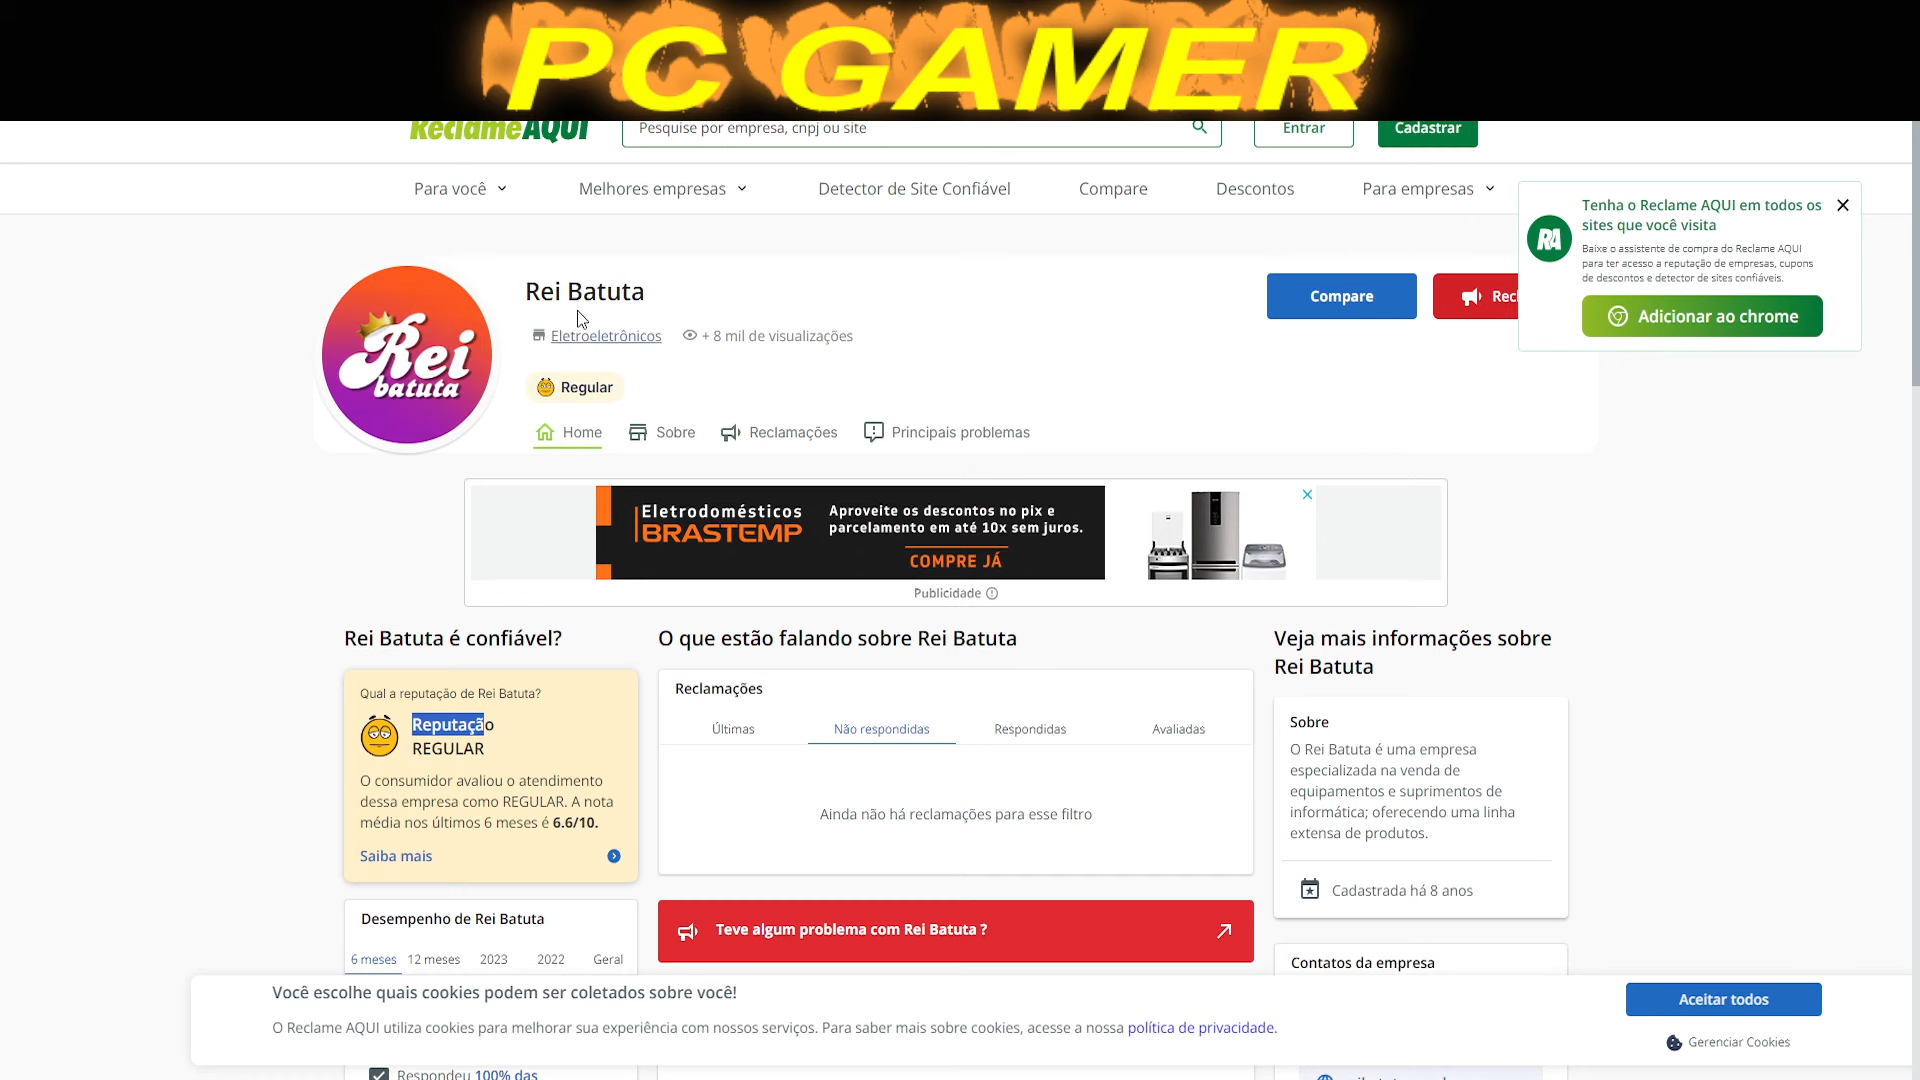 PC GAMER
ReclameAQUI
Pesquise por empresa, cnpj ou site
Entrar
Cadastrar
Para você
Melhores empresas
Detector de Site Confiável
Compare
Descontos
Para empresas
Tenha o Reclame AQUI em todos os
sites que você visita
Baixe o assistente de compra do Reclame AQUI
para ter acesso a reputação de empresas, cupons
de descontos e detector de sites confiáveis.
RA
Adicionar ao chrome
Rei
batuta
Rei Batuta
Eletroeletrônicos
+ 8 mil de visualizações
Regular
Compare
Home
Sobre
Reclamações
Principais problemas
Eletrodomésticos
BRASTEMP
Aproveite os descontos no pix e
parcelamento em até 10x sem juros.
COMPRE JÁ
Publicidade
Rei Batuta é confiável?
Qual a reputação de Rei Batuta?
Reputação
REGULAR
O consumidor avaliou o atendimento
dessa empresa como REGULAR. A nota
média nos últimos 6 meses é 6.6/10.
Saiba mais
Desempenho de Rei Batuta
6 meses
12 meses
2023
2022
Geral
O que estão falando sobre Rei Batuta
Reclamações
Últimas
Não respondidas
Respondidas
Avaliadas
Ainda não há reclamações para esse filtro
Teve algum problema com Rei Batuta ?
Veja mais informações sobre
Rei Batuta
Sobre
O Rei Batuta é uma empresa
especializada na venda de
equipamentos e suprimentos de
informática; oferecendo uma linha
extensa de produtos.
Cadastrada há 8 anos
Contatos da empresa
Você escolhe quais cookies podem ser coletados sobre você!
O Reclame AQUI utiliza cookies para melhorar sua experiência com nossos serviços. Para saber mais sobre cookies, acesse a nossa política de privacidade.
Aceitar todos
Gerenciar Cookies
Respondeu 100% das